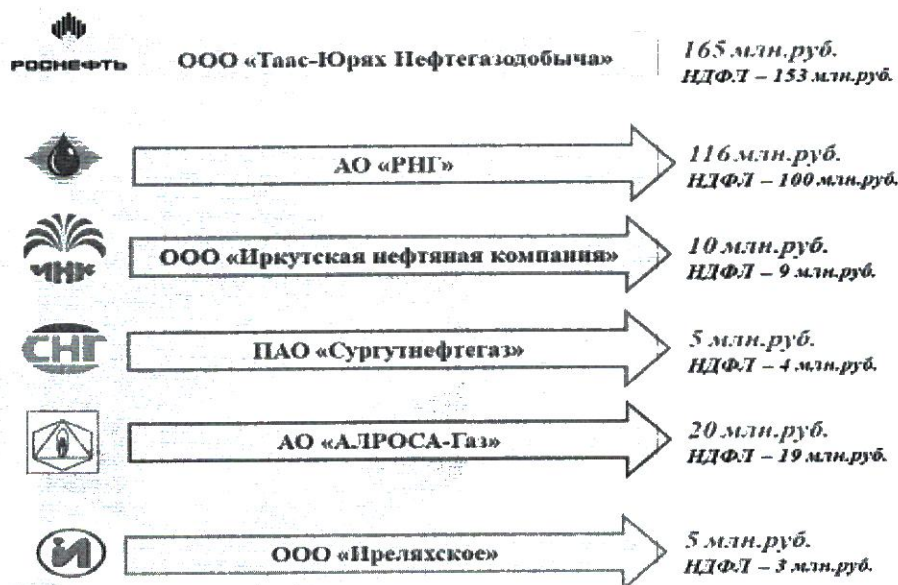 РОСНЕФТЬ
ООО «Таас-Юрях Нефтегазодобыча»
165 млн.руб.
НДФЛ – 153 млн.руб.
АО «РНГ»
116 млн.руб.
НДФЛ – 100 млн.руб.
ИНК
ООО «Иркутская нефтяная компания»
10 млн.руб.
НДФЛ – 9 млн.руб.
СНГ
ПАО «Сургутнефтегаз»
5 млн.руб.
НДФЛ – 4 млн.руб.
АО «АЛРОСА-Газ»
20 млн.руб.
НДФЛ – 19 млн.руб.
И
ООО «Иреляхское»
5 млн.руб.
НДФЛ – 3 млн.руб.